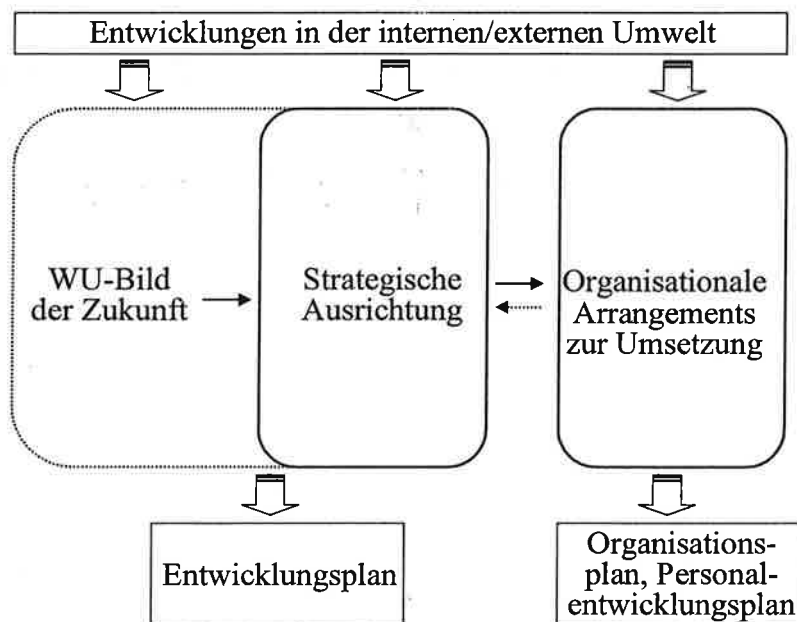 Entwicklungen in der internen/externen Umwelt
WU-Bild
der Zukunft
Strategische
Ausrichtung
Organisationale
Arrangements
zur Umsetzung
Entwicklungsplan
Organisations-
plan, Personal-
entwicklungsplan